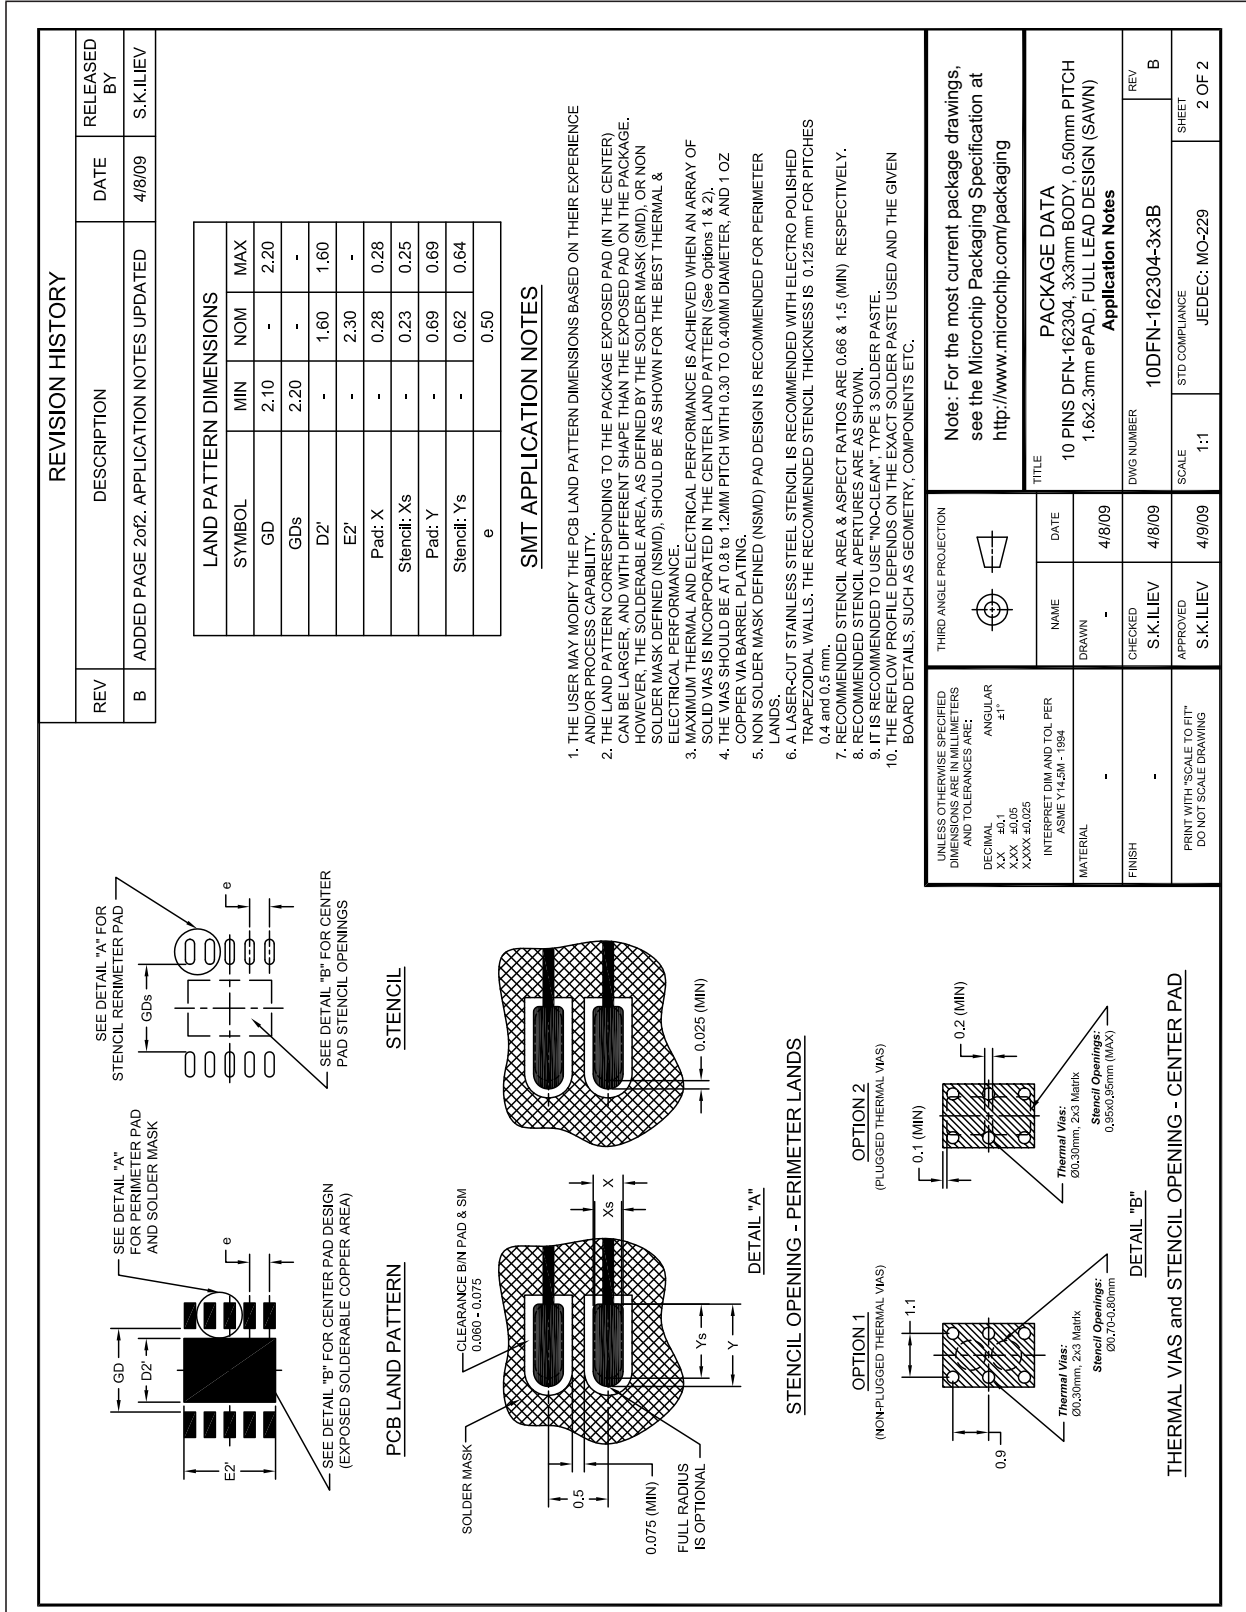 REVISION HISTORY
REV DESCRIPTION DATE RELEASED BY
B ADDED PAGE 2of2. APPLICATION NOTES UPDATED 4/8/09 S.K.ILIEV
SEE DETAIL "A"
FOR PERIMETER PAD
AND SOLDER MASK
GD
D2'
E2'
e
SEE DETAIL "B" FOR CENTER PAD DESIGN
(EXPOSED SOLDERABLE COPPER AREA)
PCB LAND PATTERN
SEE DETAIL "A" FOR
STENCIL RERIMETER PAD
GDs
e
SEE DETAIL "B" FOR CENTER
PAD STENCIL OPENINGS
STENCIL
LAND PATTERN DIMENSIONS
SYMBOL MIN NOM MAX
GD 2.10 - 2.20
GDs 2.20 - -
D2' - 1.60 1.60
E2' - 2.30 -
Pad: X - 0.28 0.28
Stencil: Xs - 0.23 0.25
Pad: Y - 0.69 0.69
Stencil: Ys - 0.62 0.64
e 0.50
SOLDER MASK
CLEARANCE B/N PAD & SM
0.060 - 0.075
0.5
0.075 (MIN)
FULL RADIUS
IS OPTIONAL
Xs
X
Ys
Y
0.025 (MIN)
DETAIL "A"
STENCIL OPENING - PERIMETER LANDS
SMT APPLICATION NOTES
1. THE USER MAY MODIFY THE PCB LAND PATTERN DIMENSIONS BASED ON THEIR EXPERIENCE
AND/OR PROCESS CAPABILITY.
2. THE LAND PATTERN CORRESPONDING TO THE PACKAGE EXPOSED PAD (IN THE CENTER)
CAN BE LARGER, AND WITH DIFFERENT SHAPE THAN THE EXPOSED PAD ON THE PACKAGE.
HOWEVER, THE SOLDERABLE AREA, AS DEFINED BY THE SOLDER MASK (SMD), OR NON
SOLDER MASK DEFINED (NSMD), SHOULD BE AS SHOWN FOR THE BEST THERMAL &
ELECTRICAL PERFORMANCE.
3. MAXIMUM THERMAL AND ELECTRICAL PERFORMANCE IS ACHIEVED WHEN AN ARRAY OF
SOLID VIAS IS INCORPORATED IN THE CENTER LAND PATTERN (See Options 1 & 2).
4. THE VIAS SHOULD BE AT 0.8 to 1.2MM PITCH WITH 0.30 TO 0.40MM DIAMETER, AND 1 OZ
COPPER VIA BARREL PLATING.
5. NON SOLDER MASK DEFINED (NSMD) PAD DESIGN IS RECOMMENDED FOR PERIMETER
LANDS.
6. A LASER-CUT STAINLESS STEEL STENCIL IS RECOMMENDED WITH ELECTRO POLISHED
TRAPEZOIDAL WALLS. THE RECOMMENDED STENCIL THICKNESS IS 0.125 mm FOR PITCHES
0.4 and 0.5 mm.
7. RECOMMENDED STENCIL AREA & ASPECT RATIOS ARE 0.66 & 1.5 (MIN) RESPECTIVELY.
8. RECOMMENDED STENCIL APERTURES ARE AS SHOWN.
9. IT IS RECOMMENDED TO USE "NO-CLEAN", TYPE 3 SOLDER PASTE.
10. THE REFLOW PROFILE DEPENDS ON THE EXACT SOLDER PASTE USED AND THE GIVEN
BOARD DETAILS, SUCH AS GEOMETRY, COMPONENTS ETC.
OPTION 1
(NON-PLUGGED THERMAL VIAS)
1.1
0.9
Thermal Vias:
Ø0.30mm, 2x3 Matrix
Stencil Openings:
Ø0.70-0.80mm
OPTION 2
(PLUGGED THERMAL VIAS)
0.1 (MIN)
0.2 (MIN)
Thermal Vias:
Ø0.30mm, 2x3 Matrix
Stencil Openings:
0.95x0.95mm (MAX)
DETAIL "B"
THERMAL VIAS and STENCIL OPENING - CENTER PAD
UNLESS OTHERWISE SPECIFIED
DIMENSIONS ARE IN MILLIMETERS
AND TOLERANCES ARE:
DECIMAL ANGULAR
X.X ±0.1 ±1°
X.XX ±0.05
X.XXX ±0.025
INTERPRET DIM AND TOL PER
ASME Y14.5M - 1994
MATERIAL
-
FINISH
-
PRINT WITH "SCALE TO FIT"
DO NOT SCALE DRAWING
THIRD ANGLE PROJECTION
NAME DATE
DRAWN
- 4/8/09
CHECKED
S.K.ILIEV 4/8/09
APPROVED
S.K.ILIEV 4/9/09
Note: For the most current package drawings,
see the Microchip Packaging Specification at
http://www.microchip.com/packaging
TITLE
PACKAGE DATA
10 PINS DFN-162304, 3x3mm BODY, 0.50mm PITCH
1.6x2.3mm ePAD, FULL LEAD DESIGN (SAWN)
Application Notes
DWG NUMBER
10DFN-162304-3x3B
REV
B
SCALE
1:1
STD COMPLIANCE
JEDEC: MO-229
SHEET
2 OF 2